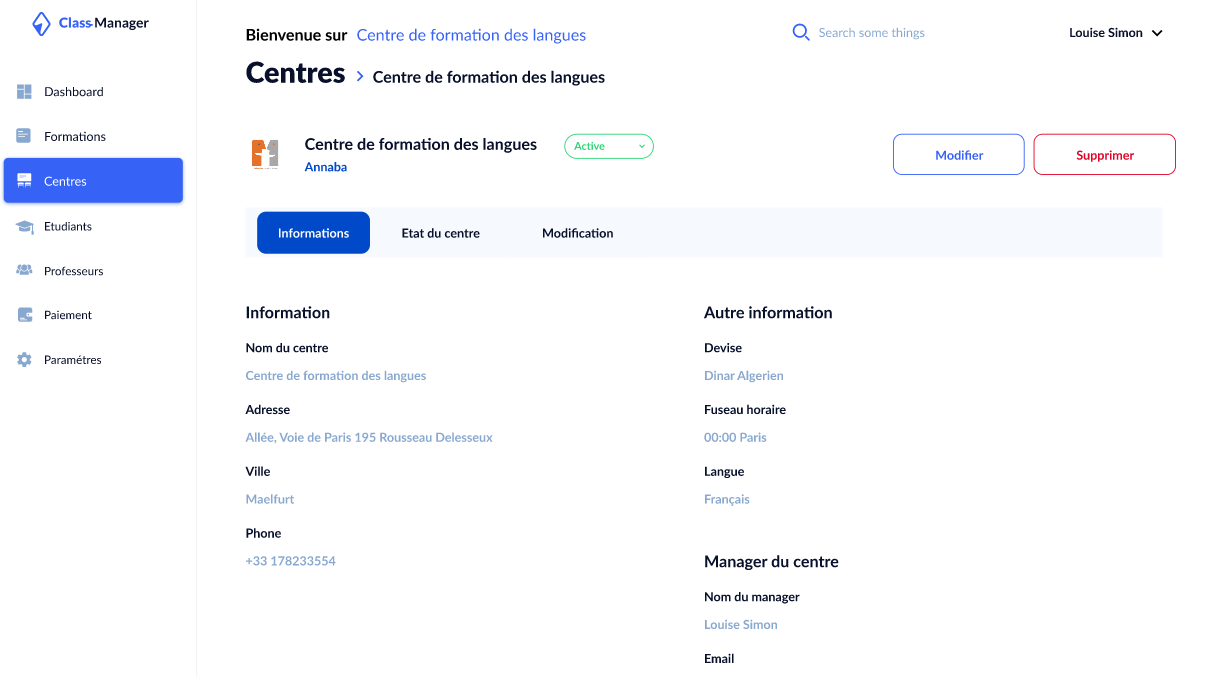 Class-Manager
Dashboard
Formations
Centres
Etudiants
Professeurs
Paiement
Paramétres
Bienvenue sur Centre de formation des langues
Search some things
Louise Simon
Centres > Centre de formation des langues
Centre de formation des langues
Annaba
Active
Modifier
Supprimer
Informations
Etat du centre
Modification
Information
Nom du centre
Centre de formation des langues
Adresse
Allée, Voie de Paris 195 Rousseau Delesseux
Ville
Maelfurt
Phone
+33 178233554
Autre information
Devise
Dinar Algerien
Fuseau horaire
00:00 Paris
Langue
Français
Manager du centre
Nom du manager
Louise Simon
Email